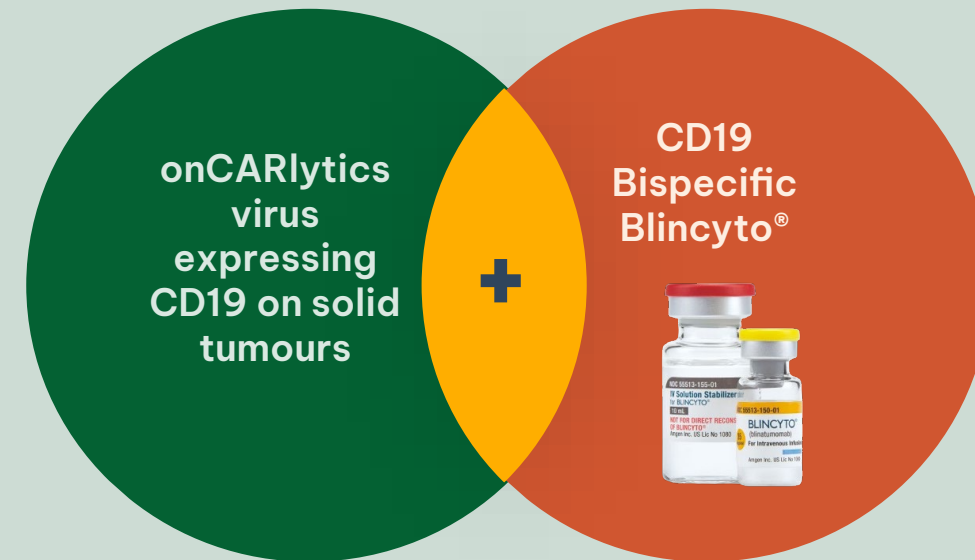 onCARlytics
virus
expressing
CD19 on solid
tumours
CD19
Bispecific
Blincyto®
NDC 55513-155-01
IV Solution Stabilizer
for BLINCYTO®
10 mL
NOT FOR DIRECT RECONS
OF BLINCYTO®
Amgen Inc. US Lic No 1080
55513-150-01
BLINCYTO®
(blinatumomab)
For Intravenous Infusion
Amgen Inc. US Lic No 1080